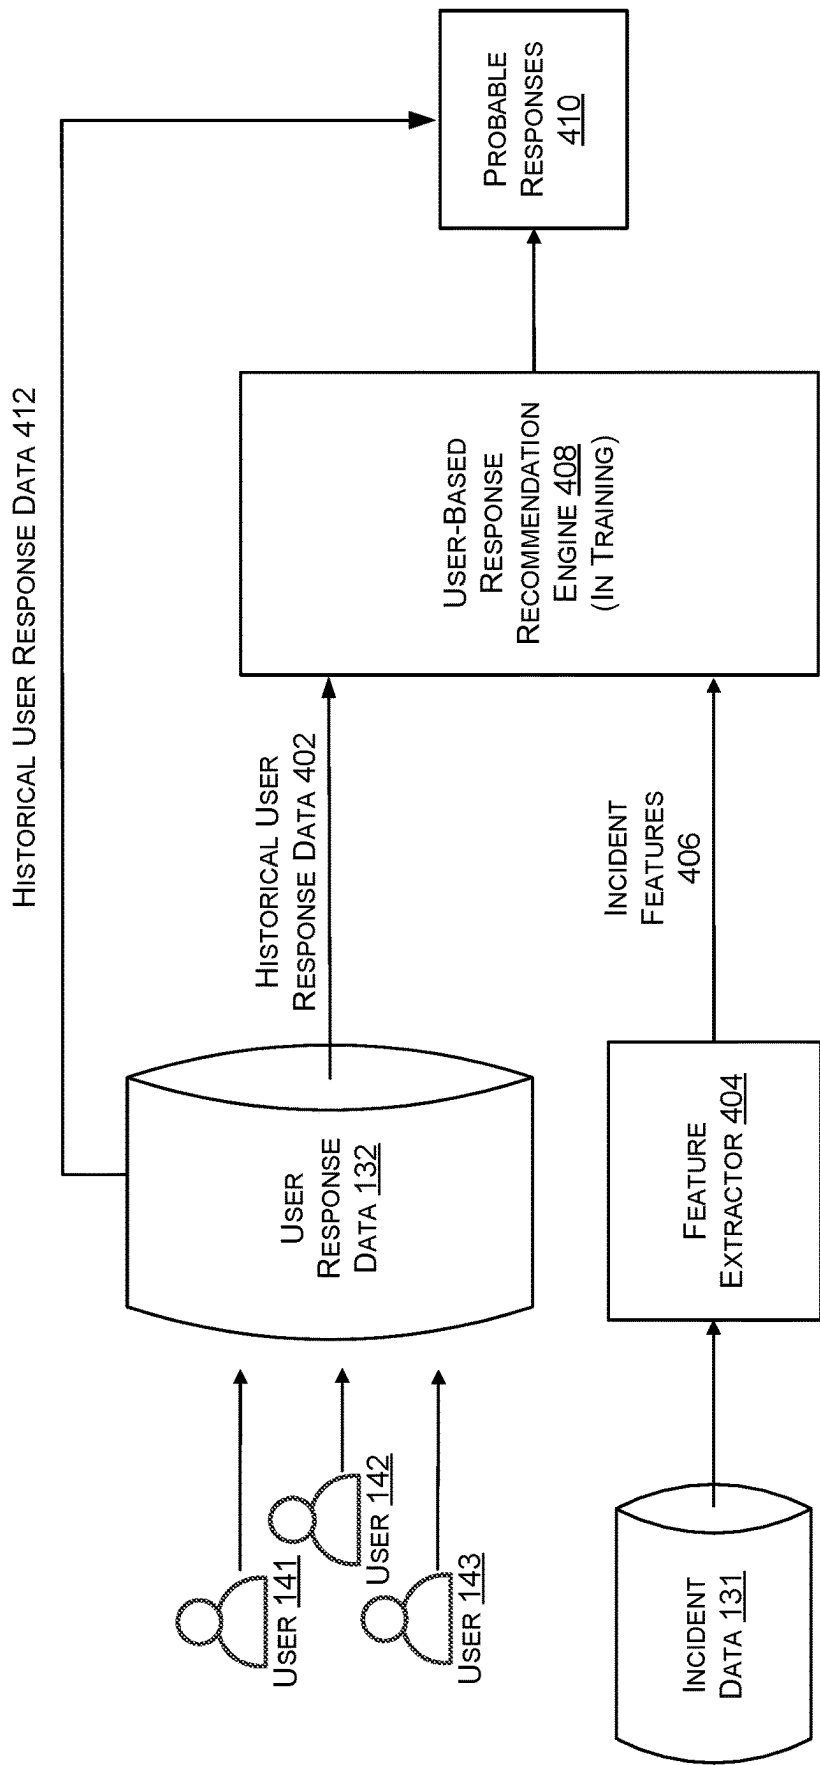 HISTORICAL USER RESPONSE DATA 412
USER 141
USER 142
USER 143
USER
RESPONSE
DATA 132
HISTORICAL USER
RESPONSE DATA 402
USER-BASED
RESPONSE
RECOMMENDATION
ENGINE 408
(IN TRAINING)
PROBABLE
RESPONSES
410
INCIDENT
DATA 131
FEATURE
EXTRACTOR 404
INCIDENT
FEATURES
406